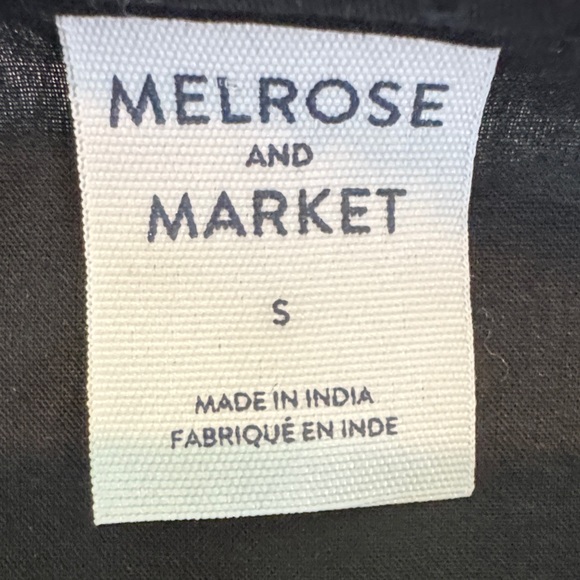 MELROSE
AND
MARKET
S
MADE IN INDIA
FABRIQUÉ EN INDE